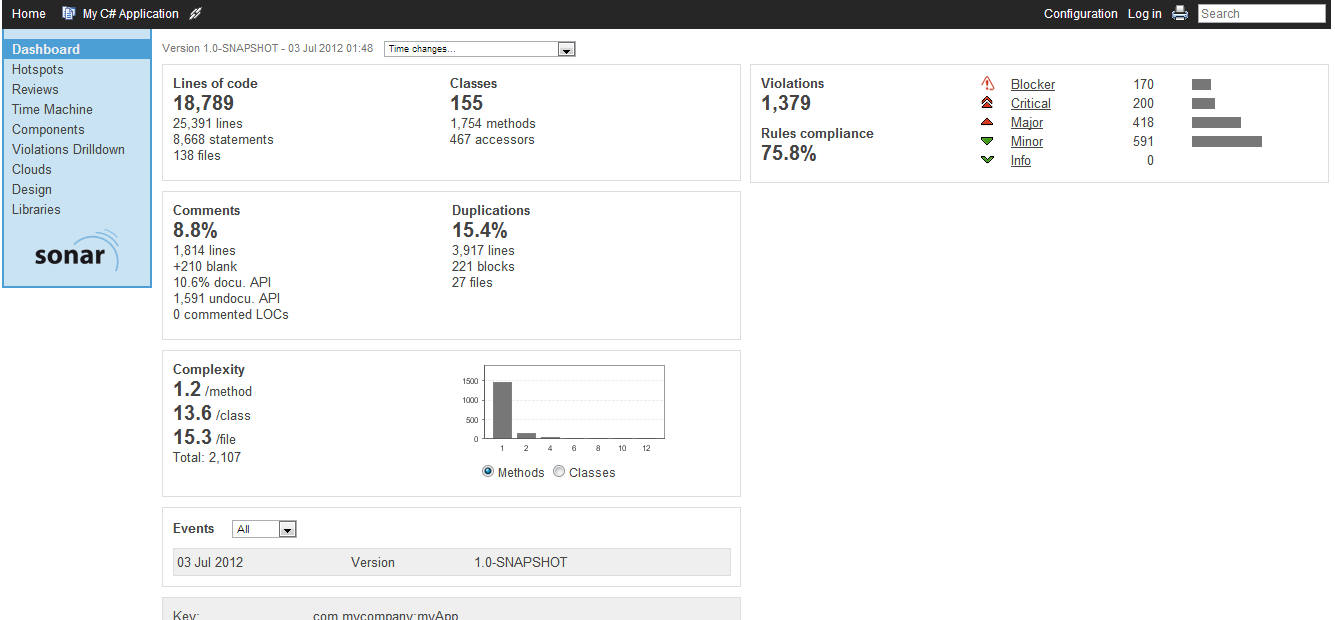 Home My C# Application Configuration Log in Search
Dashboard
Hotspots
Reviews
Time Machine
Components
Violations Drilldown
Clouds
Design
Libraries
sonar
Version 1.0-SNAPSHOT - 03 Jul 2012 01:48 Time changes...
Lines of code
18,789
25,391 lines
8,668 statements
138 files
Classes
155
1,754 methods
467 accessors
Comments
8.8%
1,814 lines
+210 blank
10.6% docu. API
1,591 undocu. API
0 commented LOCs
Duplications
15.4%
3,917 lines
221 blocks
27 files
Complexity
1.2 /method
13.6 /class
15.3 /file
Total: 2,107
1500
1000
500
0
1 2 4 6 8 10 12
Methods Classes
Events All
03 Jul 2012 Version 1.0-SNAPSHOT
Key: com.mycompany:myApp
Violations
1,379
Rules compliance
75.8%
Blocker 170
Critical 200
Major 418
Minor 591
Info 0